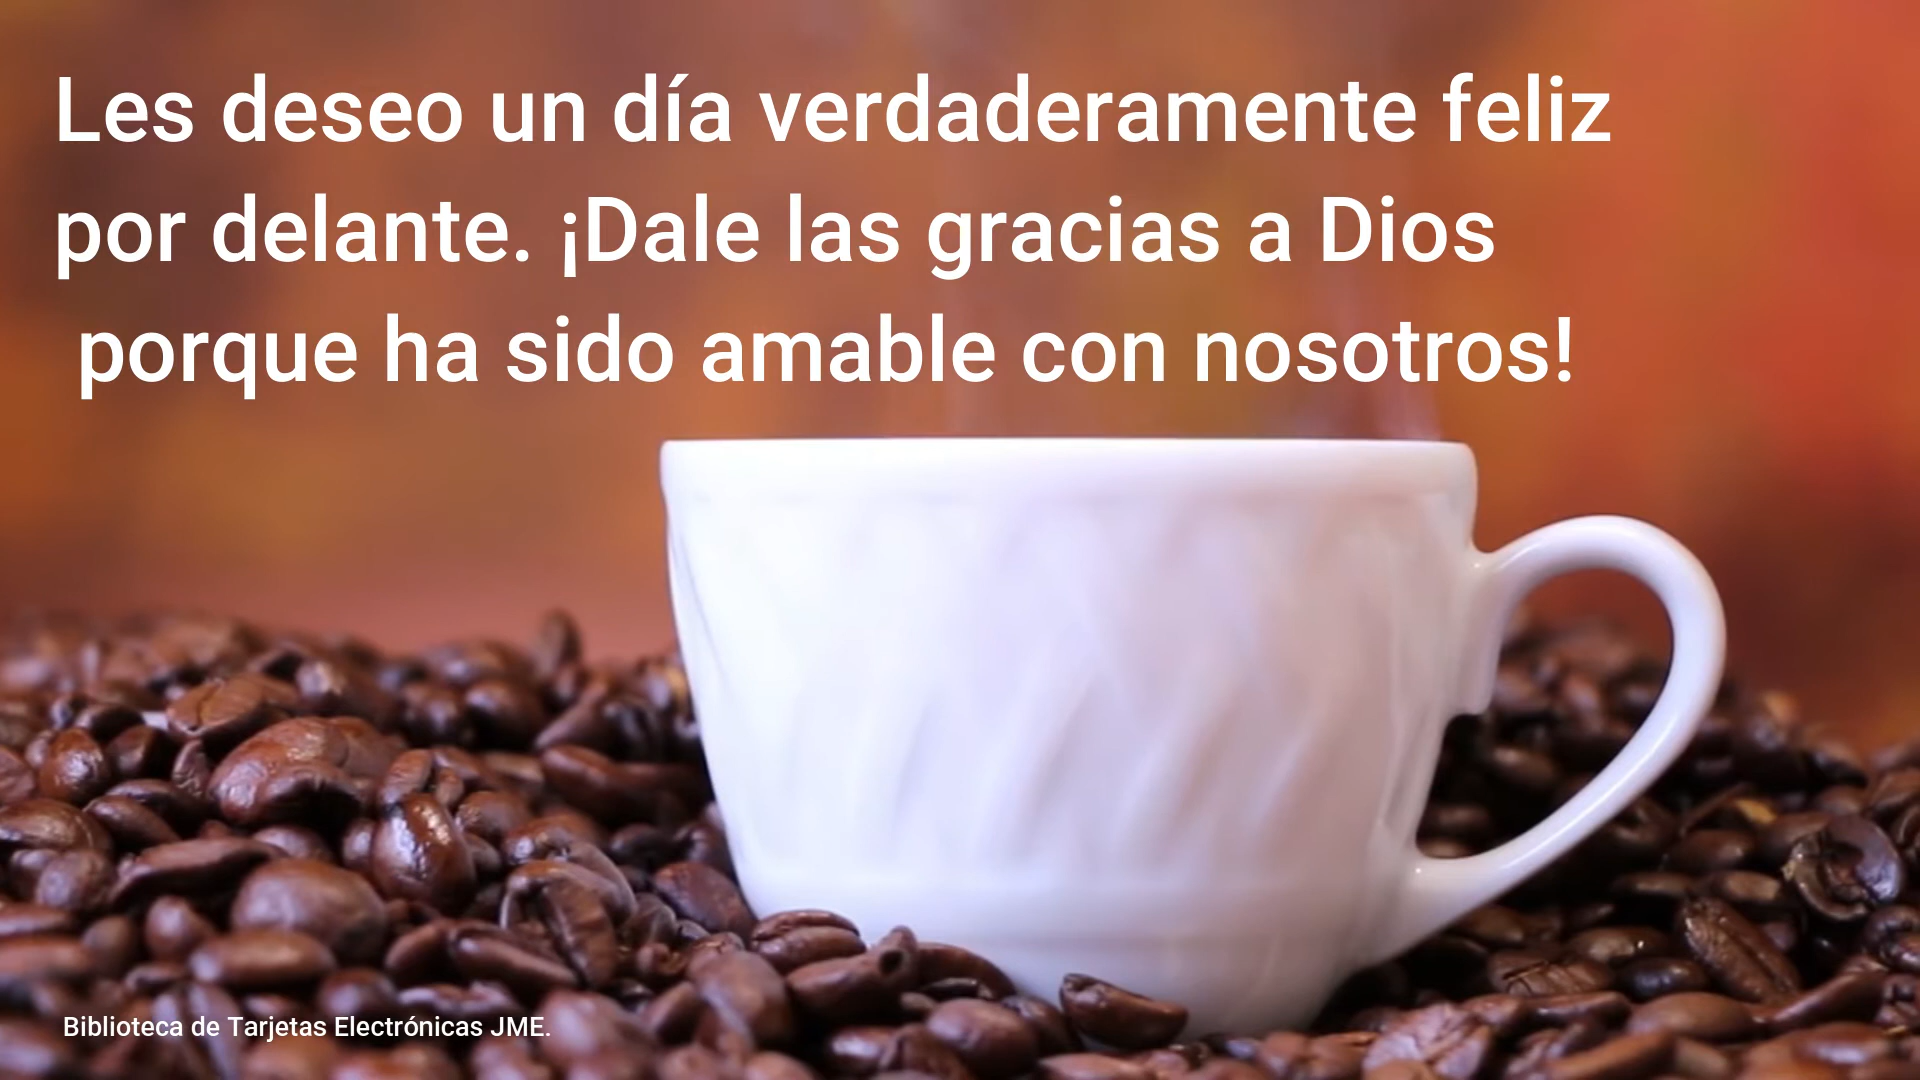 Les deseo un día verdaderamente feliz
por delante. ¡Dale las gracias a Dios
porque ha sido amable con nosotros!
Biblioteca de Tarjetas Electrónicas JME.